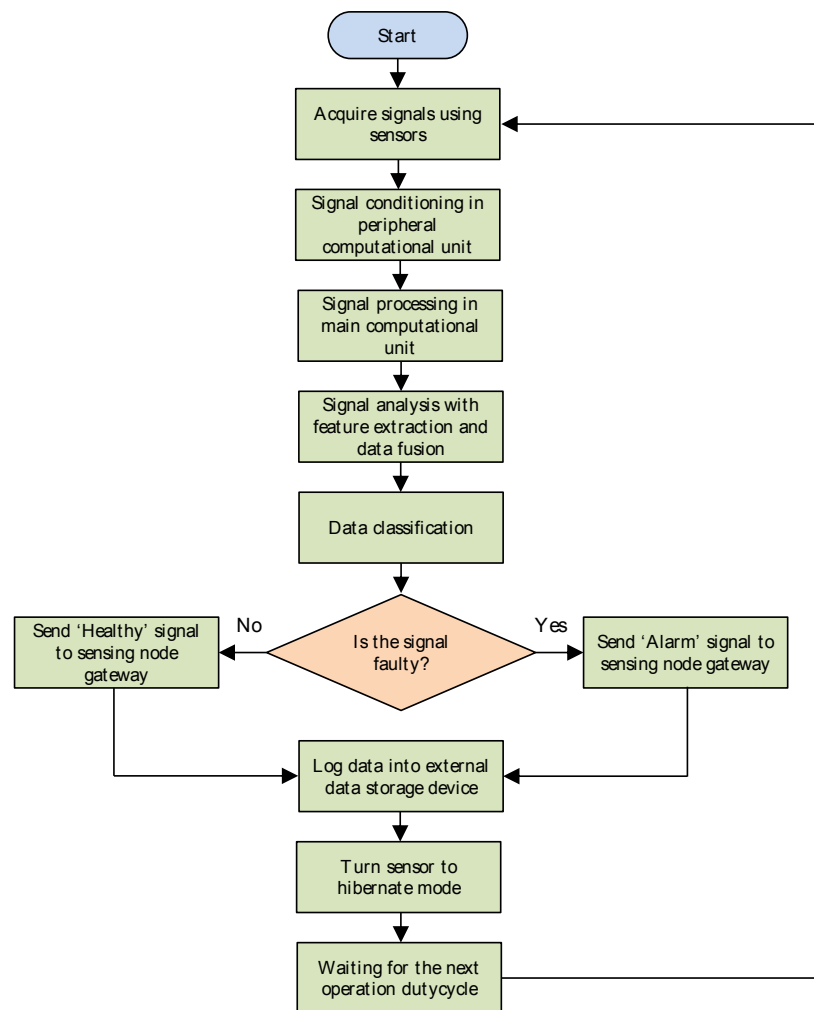 Start
Acquire signals using
sensors
Signal conditioning in
peripheral
computational unit
Signal processing in
main computational
unit
Signal analysis with
feature extraction and
data fusion
Data classification
Is the signal
faulty?
No
Yes
Send ‘Healthy’ signal
to sensing node
gateway
Send ‘Alarm’ signal to
sensing node gateway
Log data into external
data storage device
Turn sensor to
hibernate mode
Waiting for the next
operation dutycycle